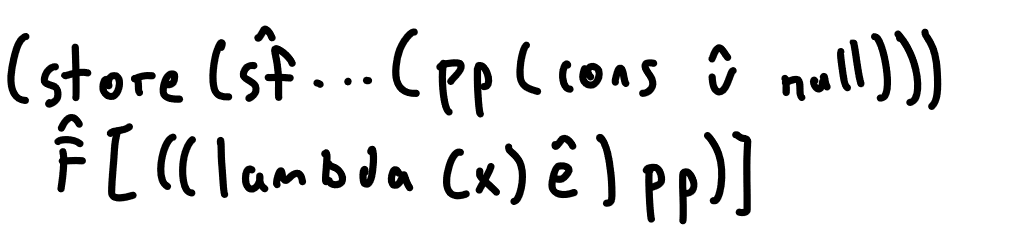 (store (ŝf̂...(pp (cons v̂ null)))
F̂[((lambda (x) ê) pp)]